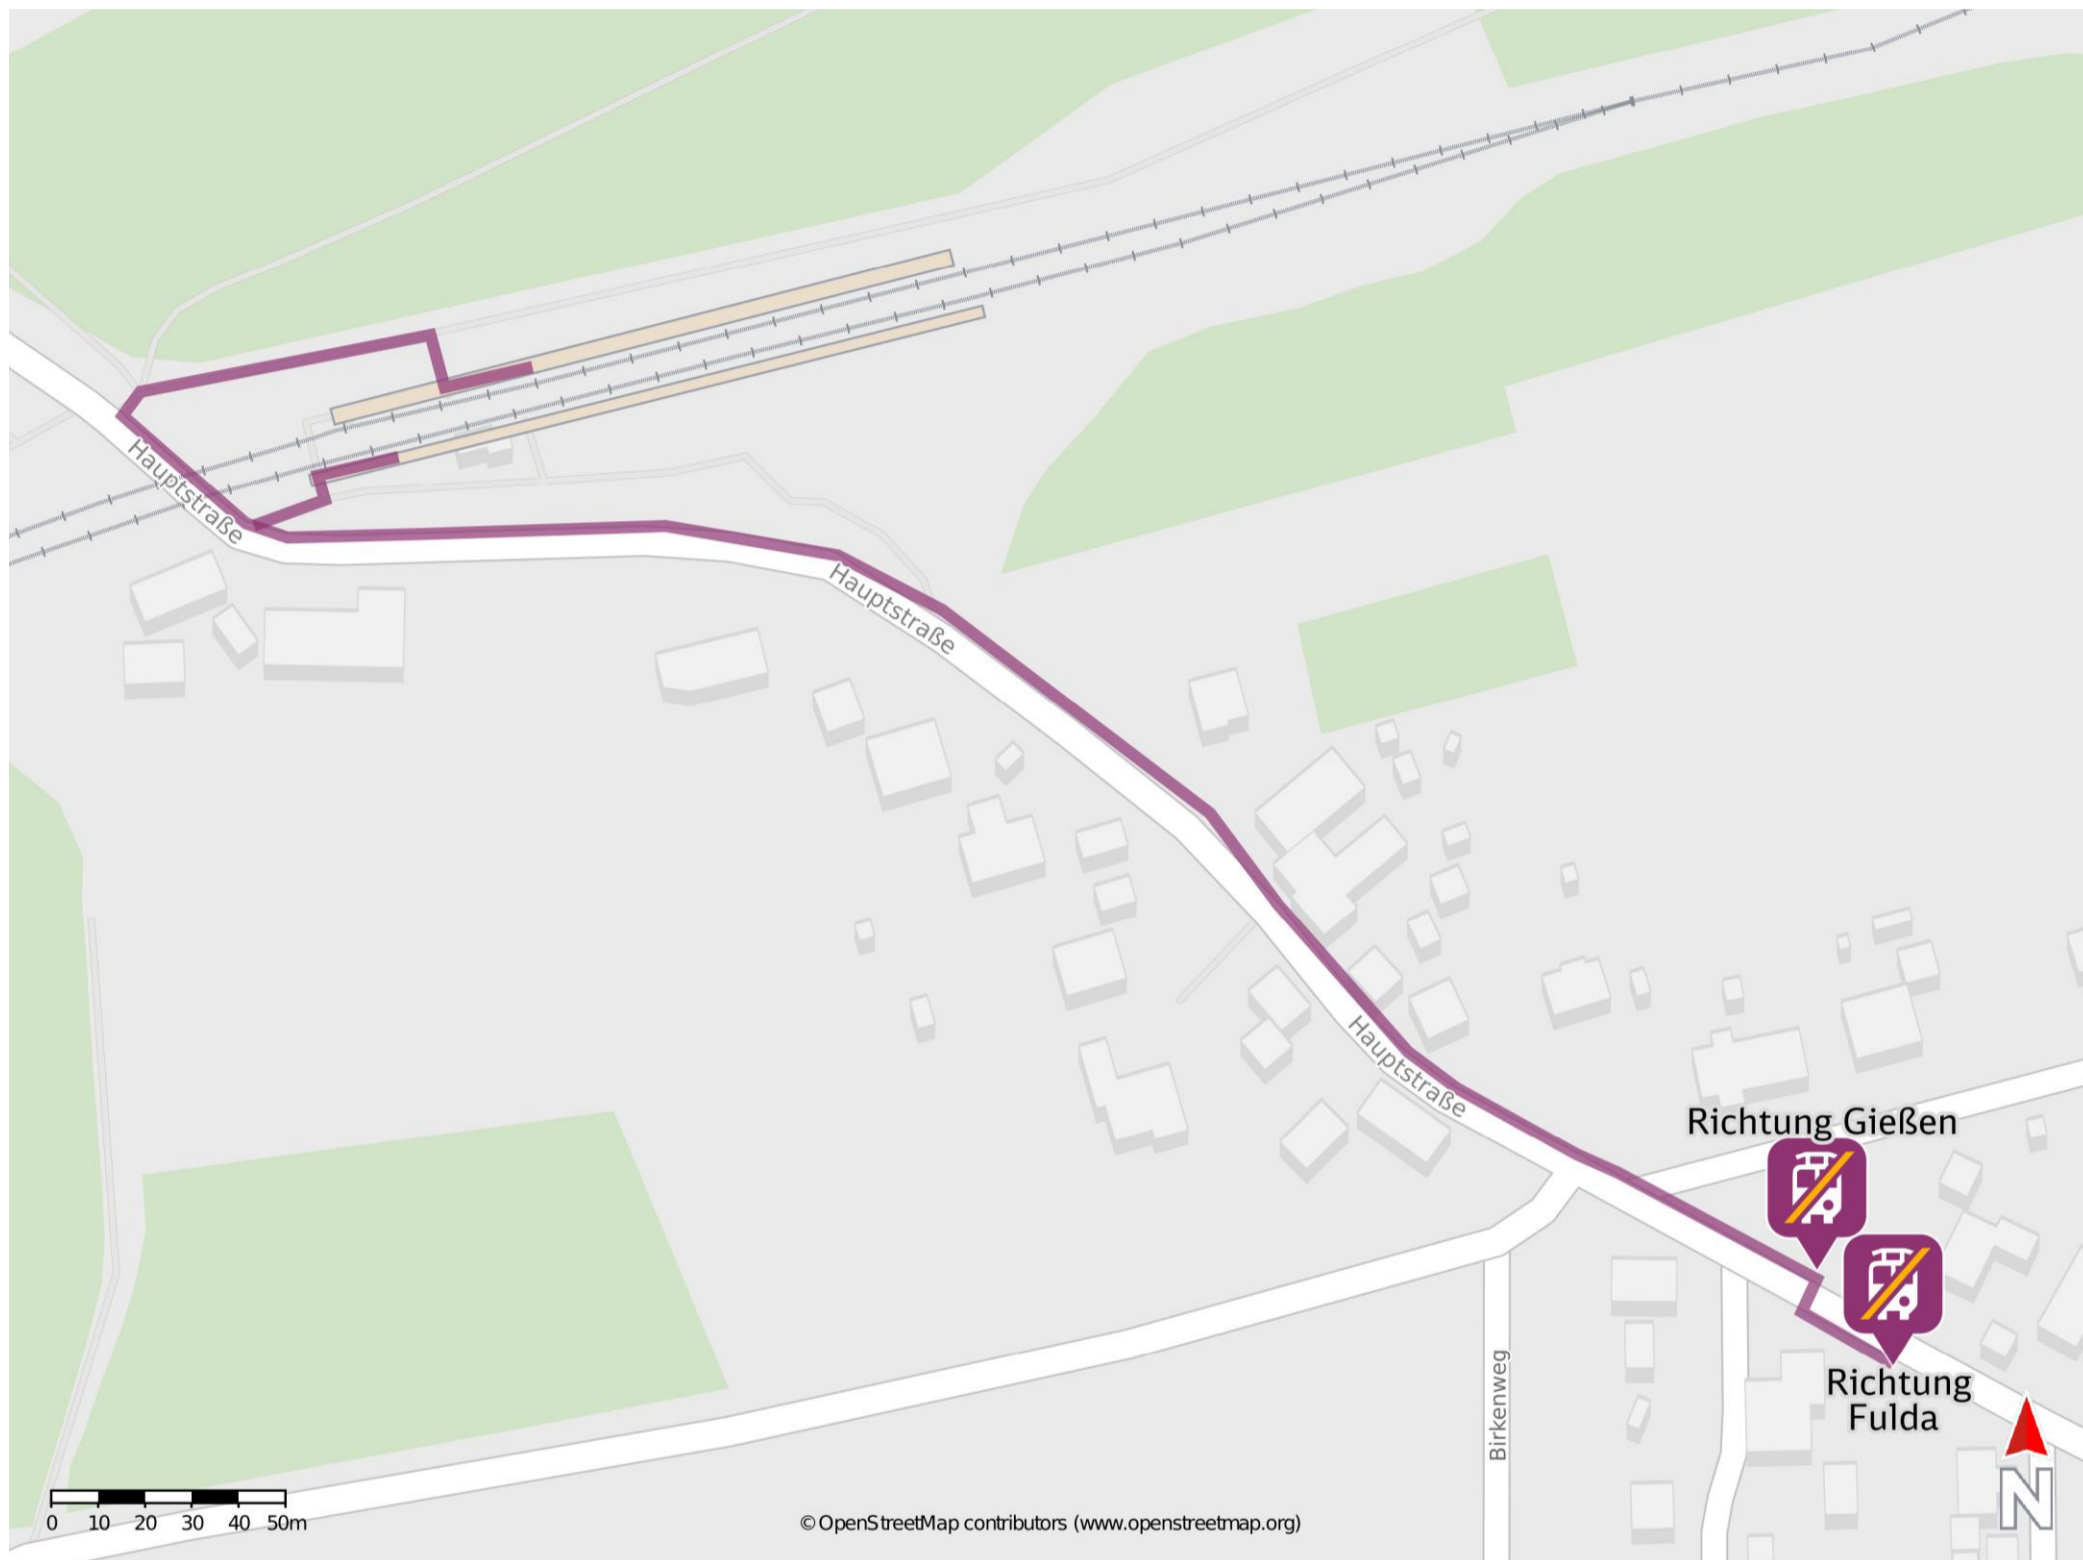 Hauptstraße
Hauptstraße
Hauptstraße
Richtung Gießen
Richtung
Fulda
Birkenweg
N
0 10 20 30 40 50m
© OpenStreetMap contributors (www.openstreetmap.org)